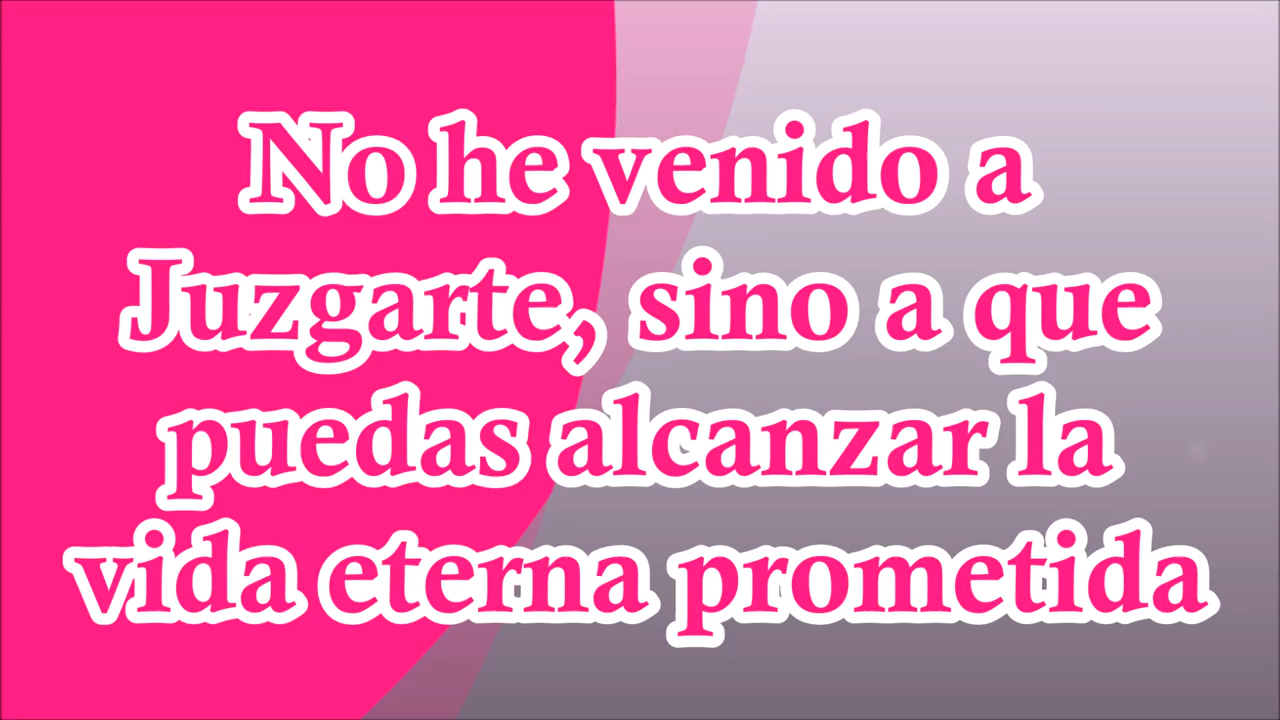 No he venido a
Juzgarte, sino a que
puedas alcanzar la
vida eterna prometida